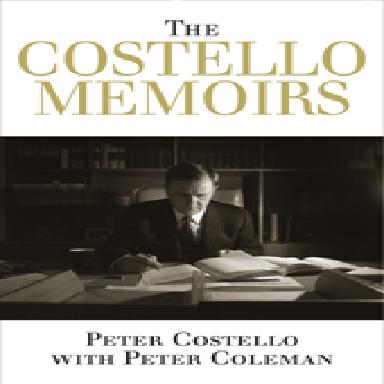 THE
COSTELLO
MEMOIRS
PETER COSTELLO
WITH PETER COLEMAN